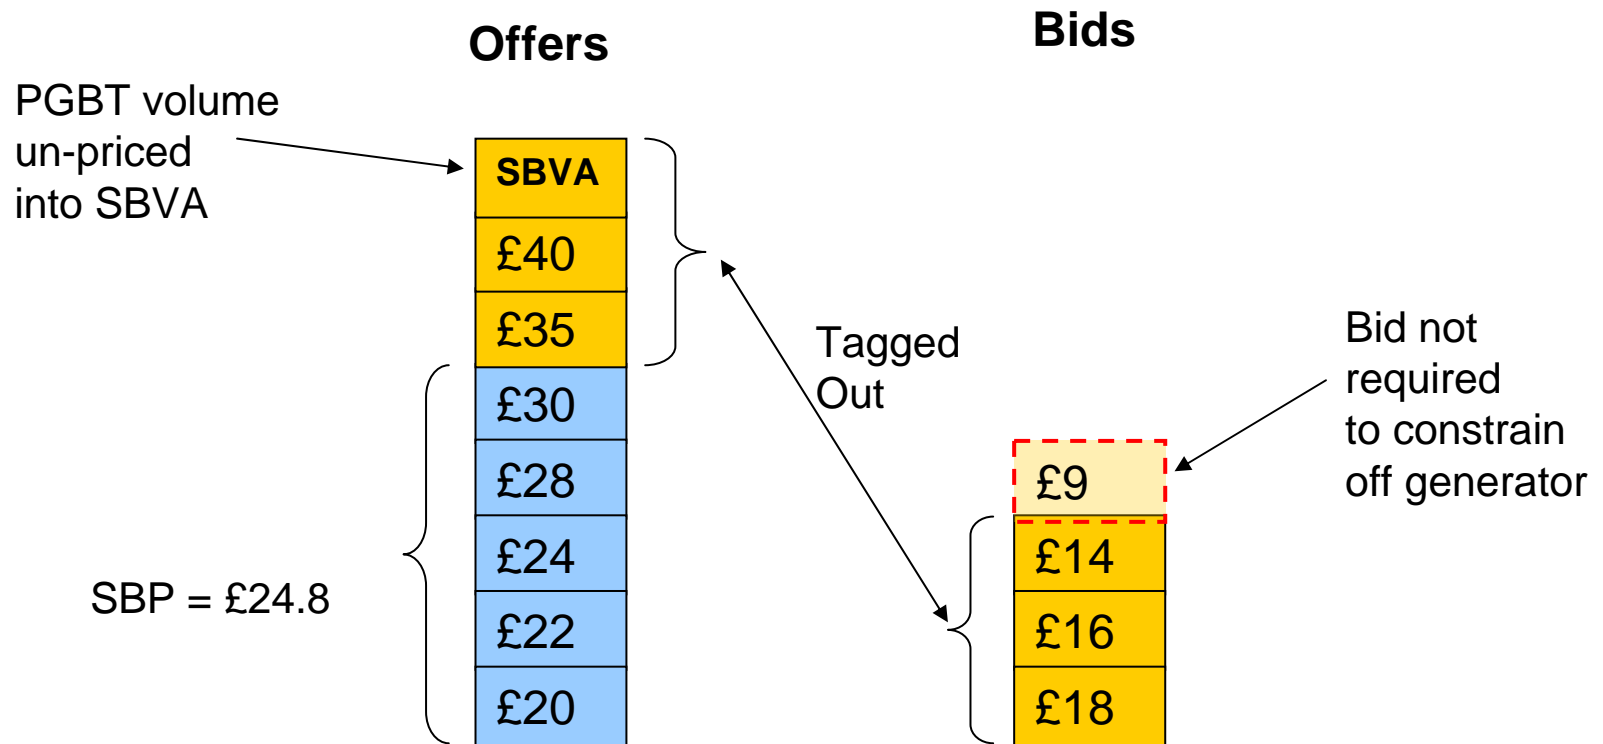 Offers
Bids
PGBT volume
un-priced
into SBVA
SBVA
£40
£35
£30
£28
£24
£22
£20
SBP = £24.8
Tagged
Out
£9
£14
£16
£18
Bid not
required
to constrain
off generator